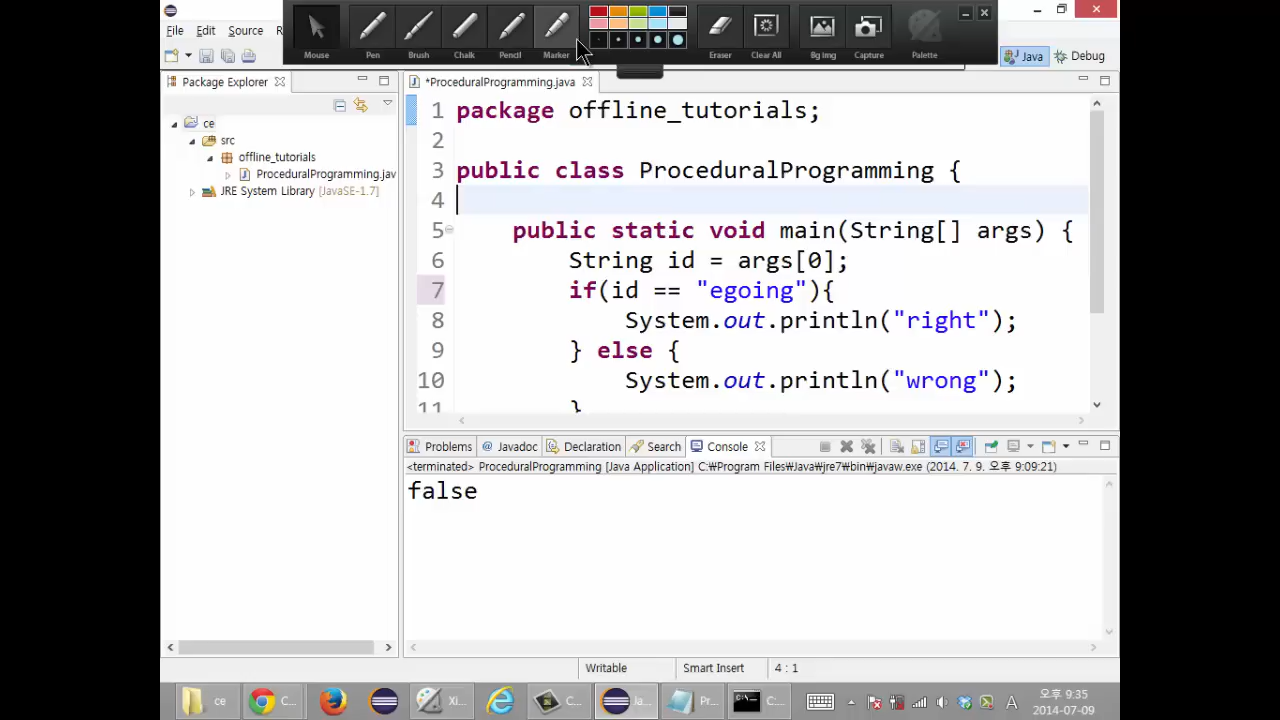 File Edit Source R
Mouse Pen Brush Chalk Pencil Marker Eraser Clear All Bg Img Capture Palette
Java Debug
Package Explorer
*ProceduralProgramming.java
ce
src
offline_tutorials
ProceduralProgramming.jav
JRE System Library [JavaSE-1.7]
1 package offline_tutorials;
2
3 public class ProceduralProgramming {
4
5 public static void main(String[] args) {
6 String id = args[0];
7 if(id == "egoing"){
8 System.out.println("right");
9 } else {
10 System.out.println("wrong");
11 }
Problems @ Javadoc Declaration Search Console
<terminated> ProceduralProgramming [Java Application] C:₩Program Files₩Java₩jre7₩bin₩javaw.exe (2014. 7. 9. 오후 9:09:21)
false
Writable Smart Insert 4 : 1
ce C... Xi... C... Ja... Pr... C... A 오후 9:35
2014-07-09